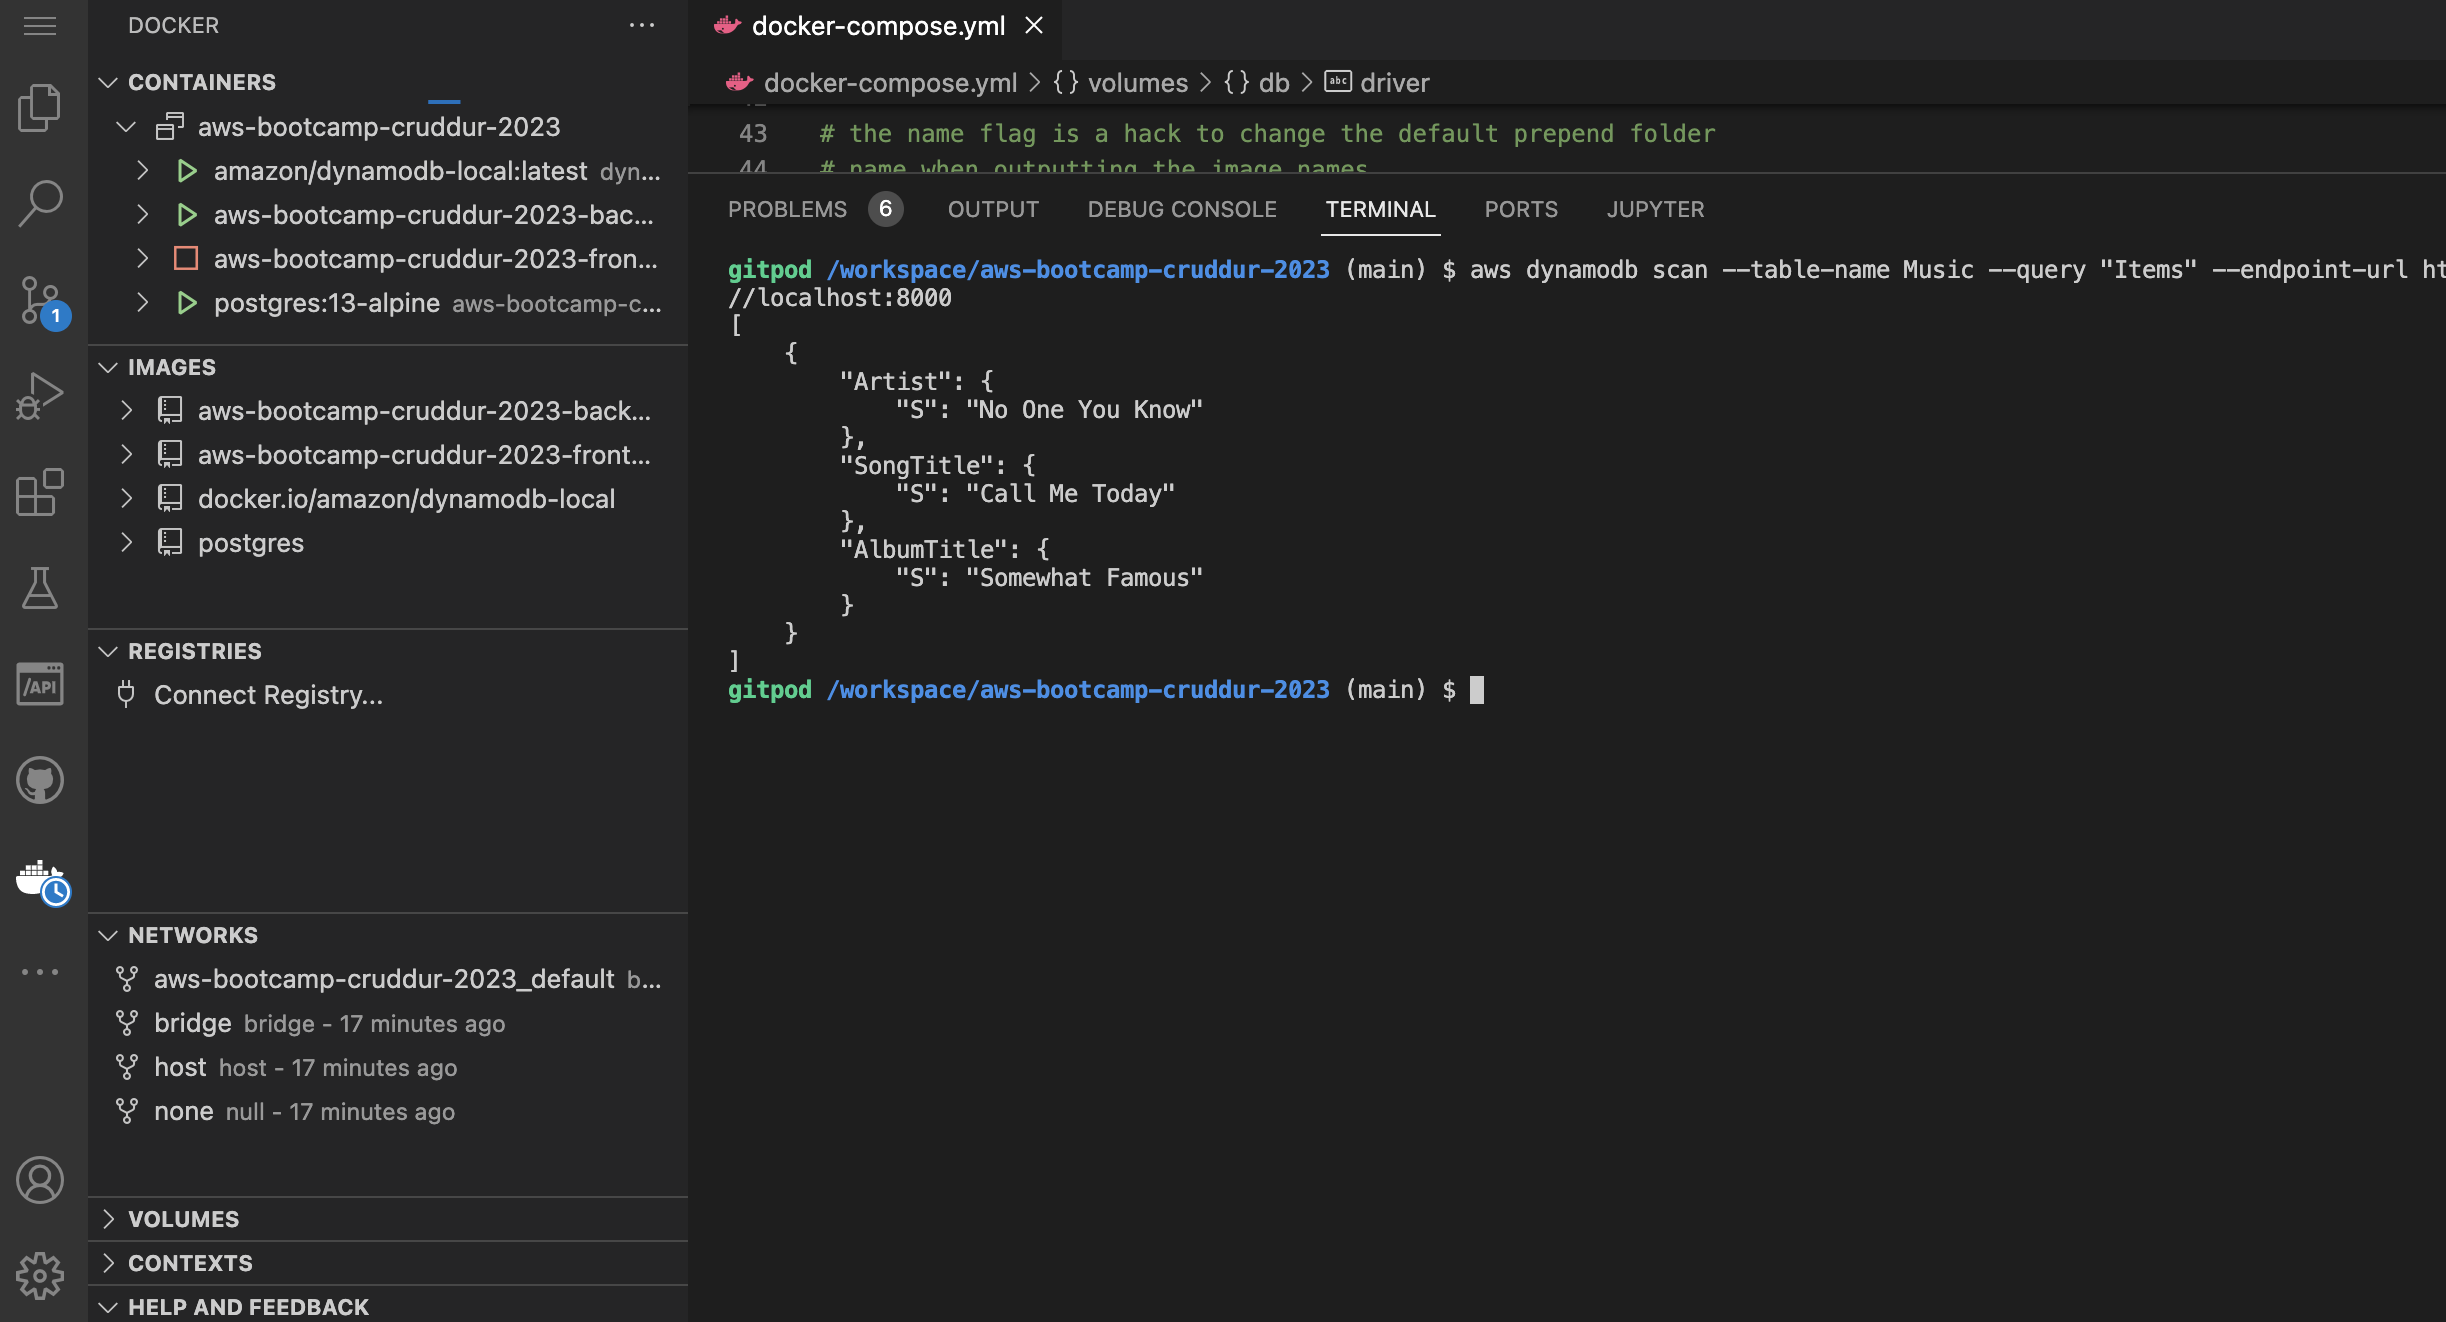 DOCKER
CONTAINERS
aws-bootcamp-cruddur-2023
amazon/dynamodb-local:latest dyn...
aws-bootcamp-cruddur-2023-bac...
aws-bootcamp-cruddur-2023-fron...
postgres:13-alpine aws-bootcamp-c...
1
IMAGES
aws-bootcamp-cruddur-2023-back...
aws-bootcamp-cruddur-2023-front...
docker.io/amazon/dynamodb-local
postgres
REGISTRIES
/API
Connect Registry...
NETWORKS
aws-bootcamp-cruddur-2023_default b...
bridge bridge - 17 minutes ago
host host - 17 minutes ago
none null - 17 minutes ago
VOLUMES
CONTEXTS
HELP AND FEEDBACK
docker-compose.yml
docker-compose.yml > {} volumes > {} db > abc driver
43 # the name flag is a hack to change the default prepend folder
44 # name when outputting the image names
PROBLEMS 6 OUTPUT DEBUG CONSOLE TERMINAL PORTS JUPYTER
gitpod /workspace/aws-bootcamp-cruddur-2023 (main) $ aws dynamodb scan --table-name Music --query "Items" --endpoint-url ht
//localhost:8000
[
{
"Artist": {
"S": "No One You Know"
},
"SongTitle": {
"S": "Call Me Today"
},
"AlbumTitle": {
"S": "Somewhat Famous"
}
}
]
gitpod /workspace/aws-bootcamp-cruddur-2023 (main) $